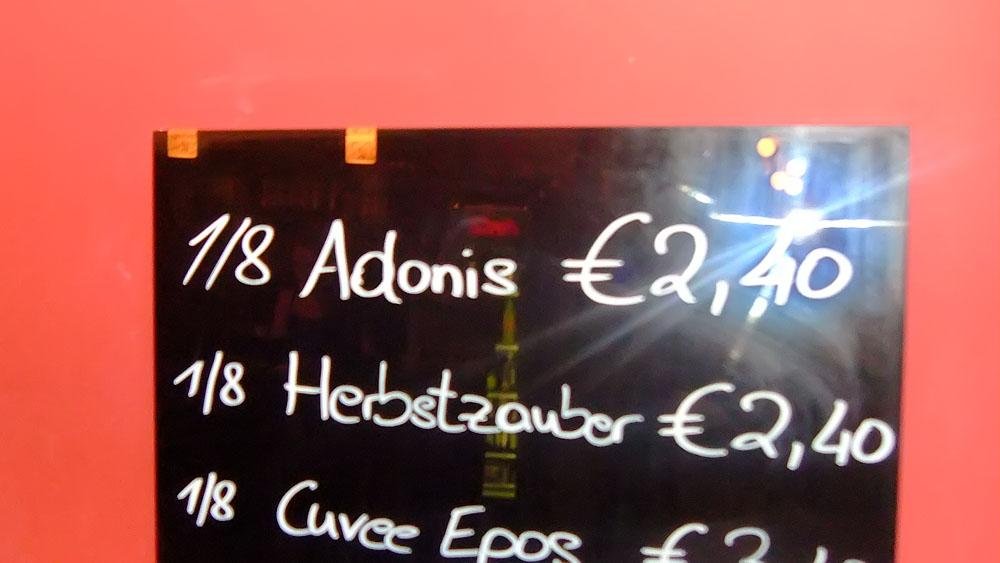 1/8 Adonis €2,40
1/8 Herbstzauber €2,40
1/8 Cuvee Epos €